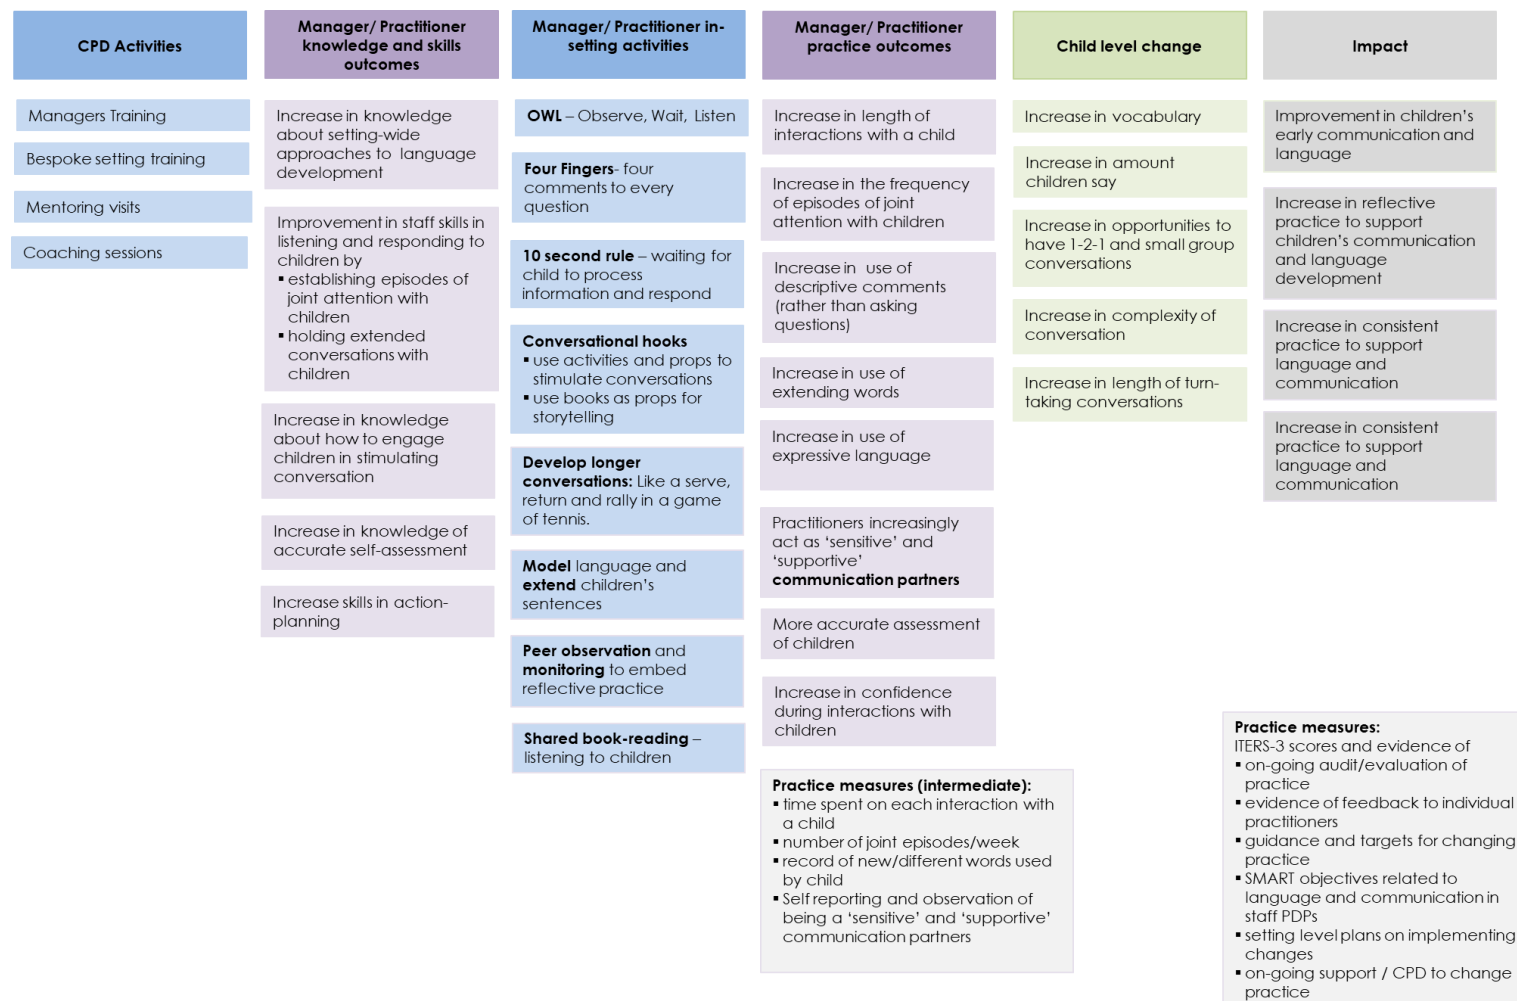 CPD Activities
Managers Training
Bespoke setting training
Mentoring visits
Coaching sessions
Manager/ Practitioner
knowledge and skills
outcomes
Increase in knowledge
about setting-wide
approaches to language
development
Improvement in staff skills in
listening and responding to
children by
▪ establishing episodes of
joint attention with
children
▪ holding extended
conversations with
children
Increase in knowledge
about how to engage
children in stimulating
conversation
Increase in knowledge of
accurate self-assessment
Increase skills in action-
planning
Manager/ Practitioner in-
setting activities
OWL – Observe, Wait, Listen
Four Fingers- four
comments to every
question
10 second rule – waiting for
child to process
information and respond
Conversational hooks
▪ use activities and props to
stimulate conversations
▪ use books as props for
storytelling
Develop longer
conversations: Like a serve,
return and rally in a game
of tennis.
Model language and
extend children’s
sentences
Peer observation and
monitoring to embed
reflective practice
Shared book-reading –
listening to children
Manager/ Practitioner
practice outcomes
Increase in length of
interactions with a child
Increase in the frequency
of episodes of joint
attention with children
Increase in use of
descriptive comments
(rather than asking
questions)
Increase in use of
extending words
Increase in use of
expressive language
Practitioners increasingly
act as ‘sensitive’ and
‘supportive’
communication partners
More accurate assessment
of children
Increase in confidence
during interactions with
children
Practice measures (intermediate):
▪ time spent on each interaction with
a child
▪ number of joint episodes/week
▪ record of new/different words used
by child
▪ Self reporting and observation of
being a ‘sensitive’ and ‘supportive’
communication partners
Child level change
Increase in vocabulary
Increase in amount
children say
Increase in opportunities to
have 1-2-1 and small group
conversations
Increase in complexity of
conversation
Increase in length of turn-
taking conversations
Impact
Improvement in children’s
early communication and
language
Increase in reflective
practice to support
children’s communication
and language
development
Increase in consistent
practice to support
language and
communication
Increase in consistent
practice to support
language and
communication
Practice measures:
ITERS-3 scores and evidence of
▪ on-going audit/evaluation of
practice
▪ evidence of feedback to individual
practitioners
▪ guidance and targets for changing
practice
▪ SMART objectives related to
language and communication in
staff PDPs
▪ setting level plans on implementing
changes
▪ on-going support / CPD to change
practice